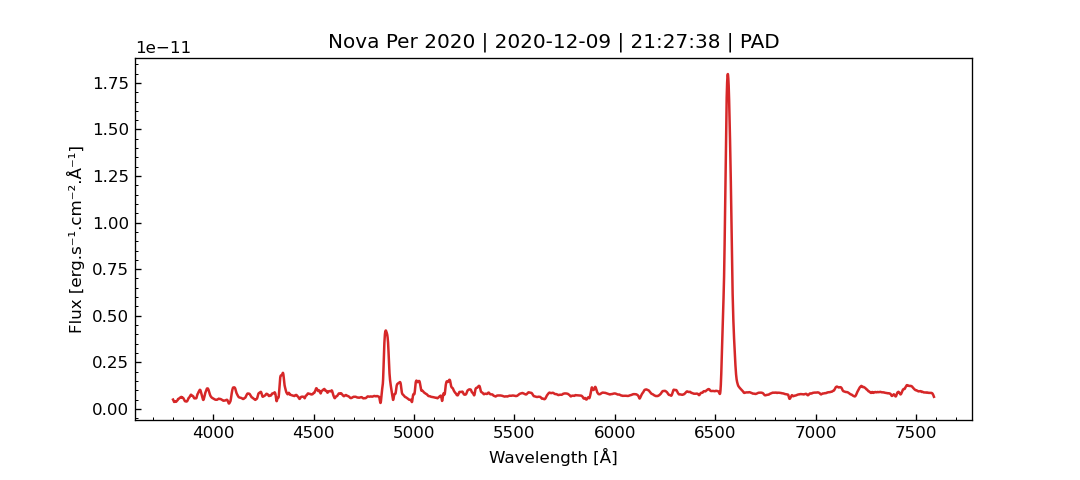 Nova Per 2020 | 2020-12-09 | 21:27:38 | PAD
1e−11
1.75
1.50
1.25
1.00
0.75
0.50
0.25
0.00
Flux [erg.s⁻¹.cm⁻².Å⁻¹]
4000 4500 5000 5500 6000 6500 7000 7500
Wavelength [Å]